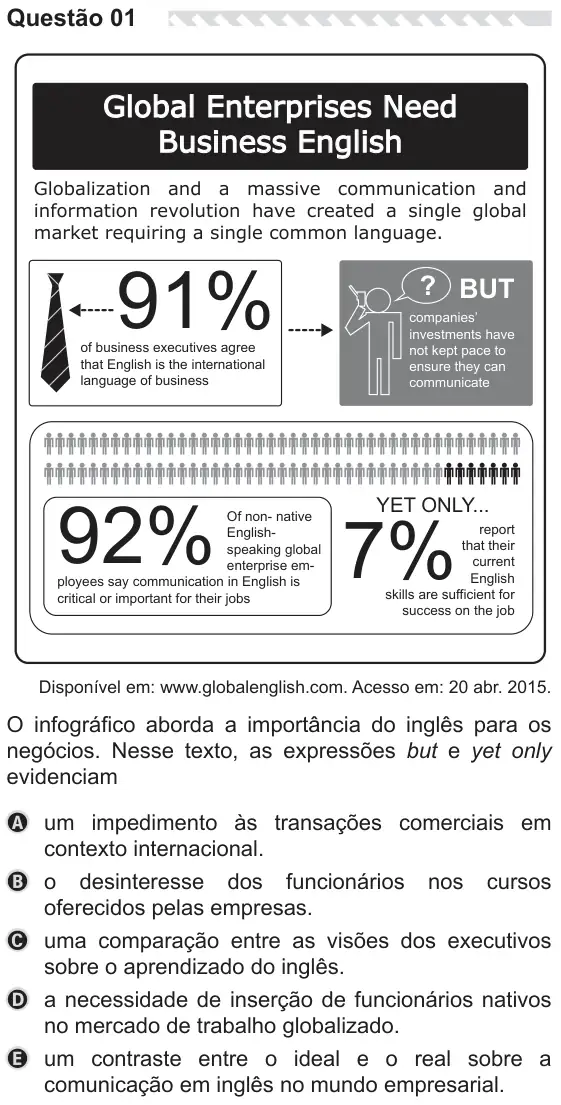 Questão 01
Global Enterprises Need
Business English
Globalization and a massive communication and
information revolution have created a single global
market requiring a single common language.
91%
of business executives agree
that English is the international
language of business
?
BUT
companies’
investments have
not kept pace to
ensure they can
communicate
92%
Of non- native
English-
speaking global
enterprise em-
ployees say communication in English is
critical or important for their jobs
YET ONLY...
7%
report
that their
current
English
skills are sufficient for
success on the job
Disponível em: www.globalenglish.com. Acesso em: 20 abr. 2015.
O infográfico aborda a importância do inglês para os
negócios. Nesse texto, as expressões but e yet only
evidenciam
A um impedimento às transações comerciais em
contexto internacional.
B o desinteresse dos funcionários nos cursos
oferecidos pelas empresas.
C uma comparação entre as visões dos executivos
sobre o aprendizado do inglês.
D a necessidade de inserção de funcionários nativos
no mercado de trabalho globalizado.
E um contraste entre o ideal e o real sobre a
comunicação em inglês no mundo empresarial.